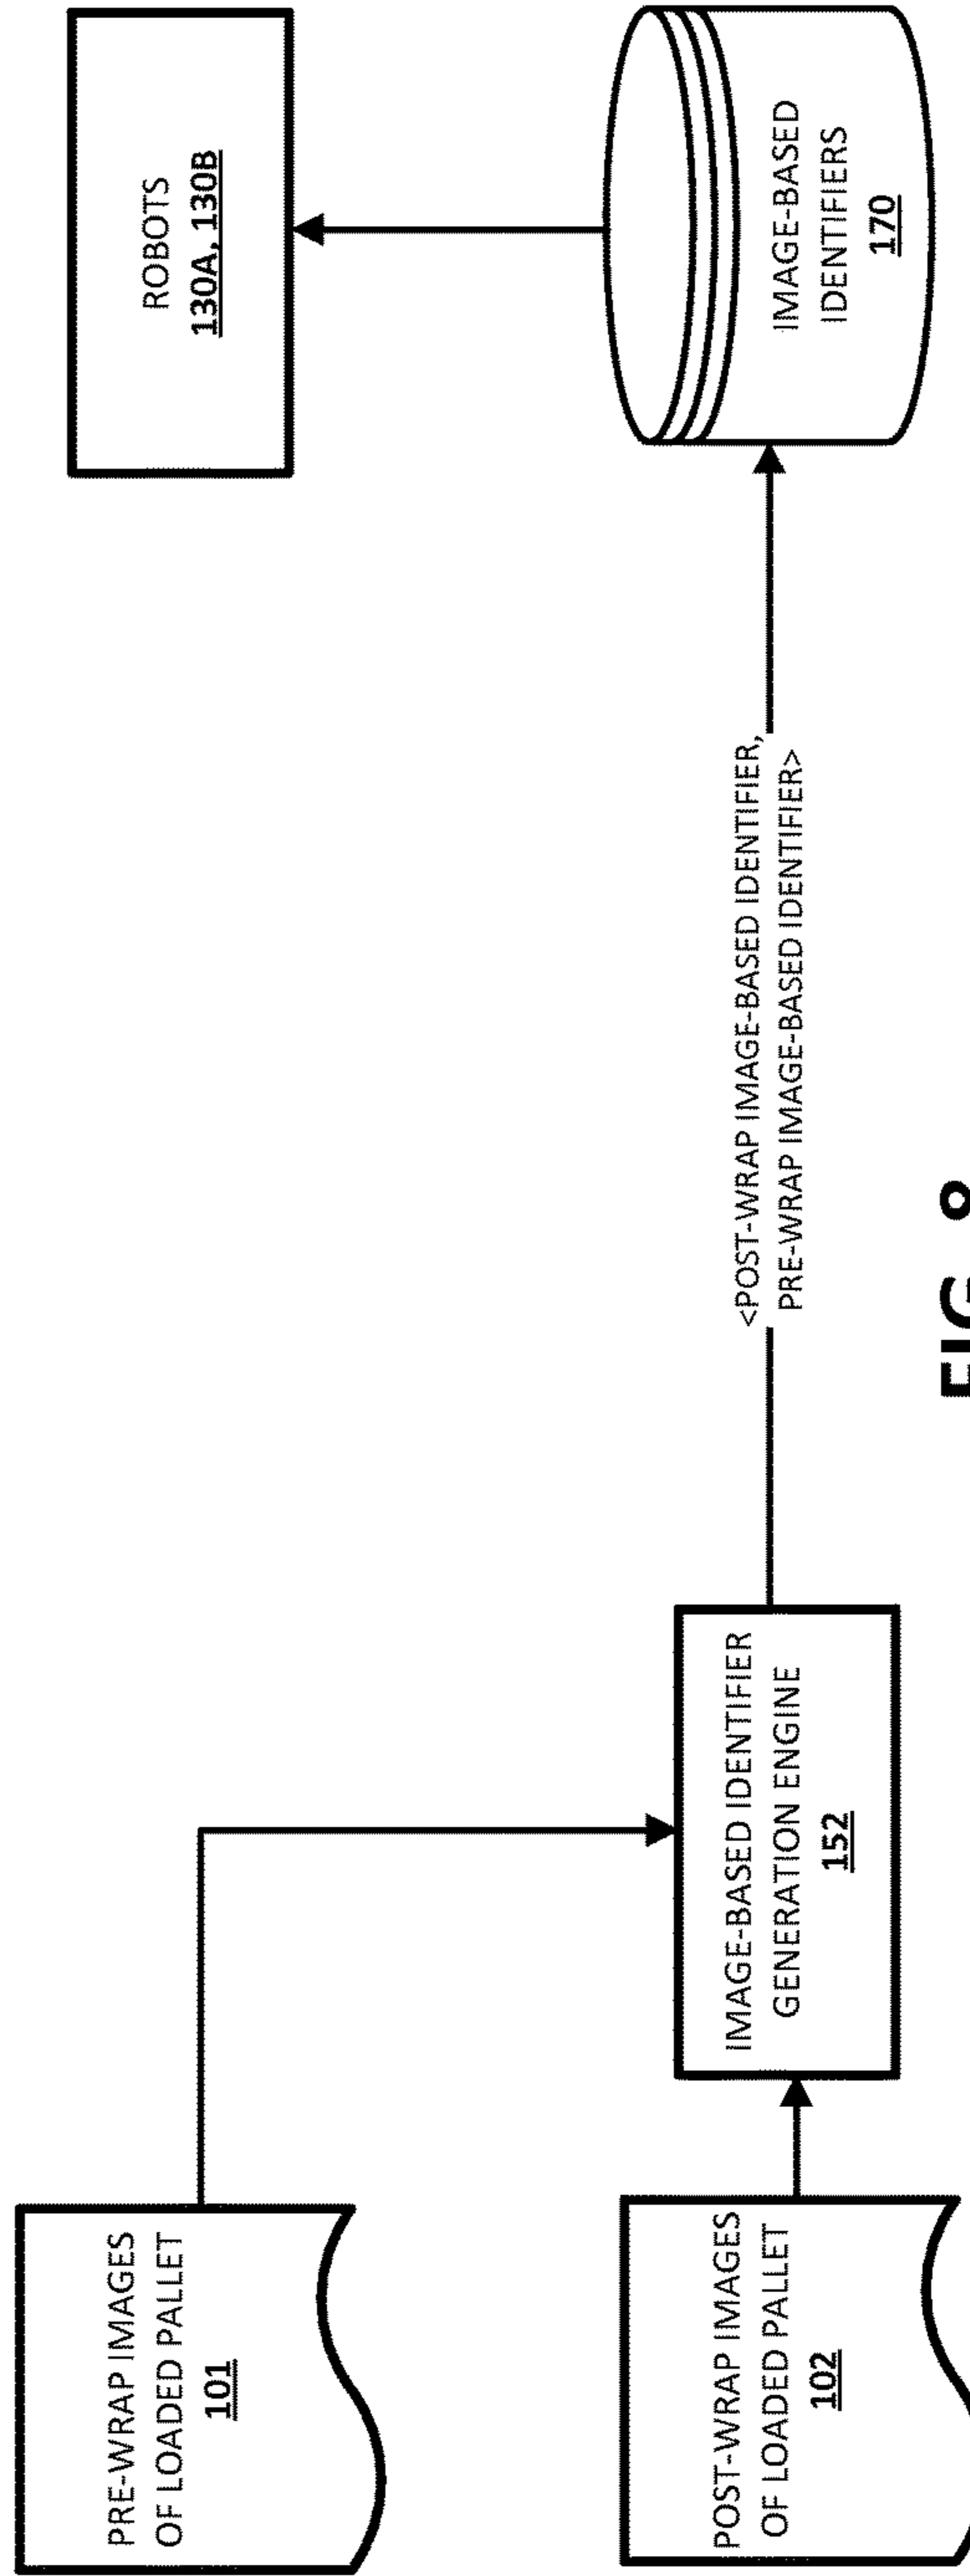 PRE-WRAP IMAGES
OF LOADED PALLET
101
ROBOTS
130A, 130B
POST-WRAP IMAGES
OF LOADED PALLET
102
IMAGE-BASED IDENTIFIER
GENERATION ENGINE
152
<POST-WRAP IMAGE-BASED IDENTIFIER,
PRE-WRAP IMAGE-BASED IDENTIFIER>
IMAGE-BASED
IDENTIFIERS
170
FIG.